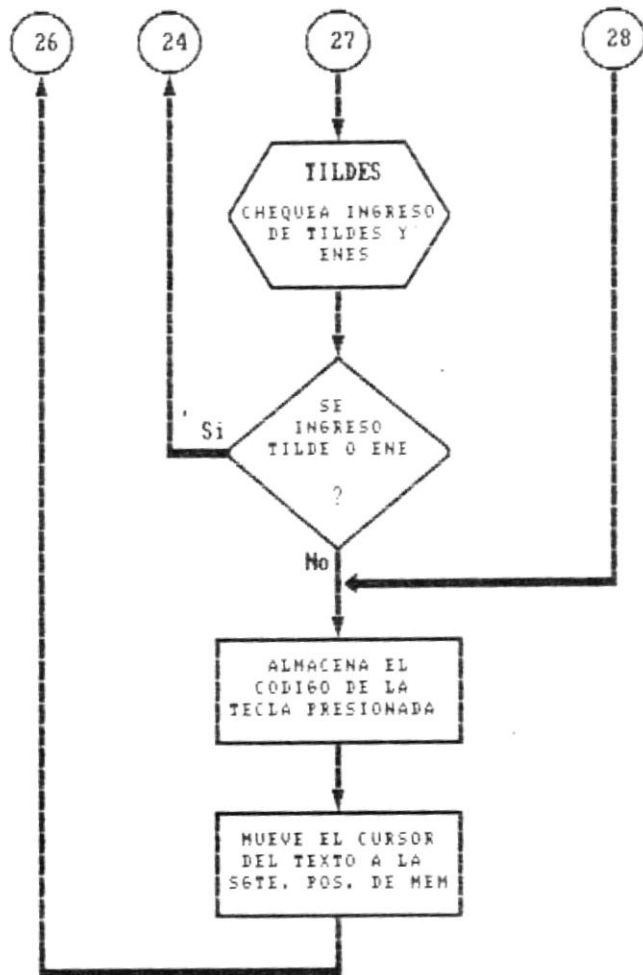 26
24
27
28
TILDES
CHEQUEA INGRESO
DE TILDES Y
ENES
SE
INGRESO
TILDE O ENE
?
Si
No
ALMACENA EL
CODIGO DE LA
TECLA PRESIONADA
MUEVE EL CURSOR
DEL TEXTO A LA
SGTE. POS. DE MEM